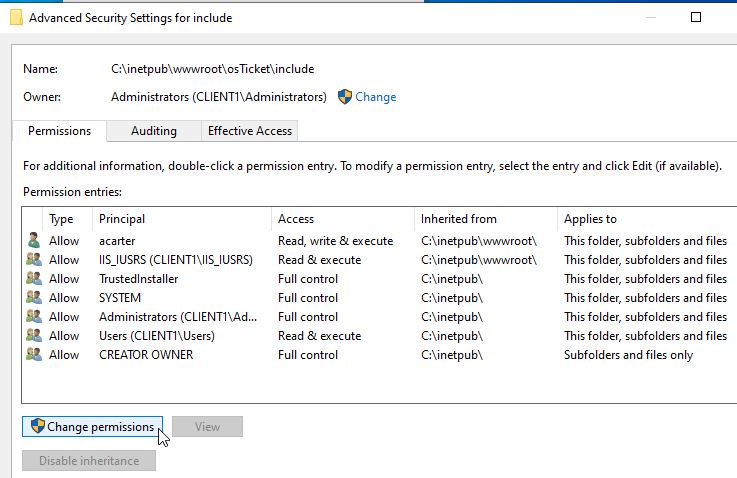 Advanced Security Settings for include
Name: C:\inetpub\wwwroot\osTicket\include
Owner: Administrators (CLIENT1\Administrators) Change
Permissions Auditing Effective Access
For additional information, double-click a permission entry. To modify a permission entry, select the entry and click Edit (if available).
Permission entries:
Type Principal Access Inherited from Applies to
Allow acarter Read, write & execute C:\inetpub\wwwroot\ This folder, subfolders and files
Allow IIS_IUSRS (CLIENT1\IIS_IUSRS) Read & execute C:\inetpub\wwwroot\ This folder, subfolders and files
Allow TrustedInstaller Full control C:\inetpub\ This folder, subfolders and files
Allow SYSTEM Full control C:\inetpub\ This folder, subfolders and files
Allow Administrators (CLIENT1\Ad... Full control C:\inetpub\ This folder, subfolders and files
Allow Users (CLIENT1\Users) Read & execute C:\inetpub\ This folder, subfolders and files
Allow CREATOR OWNER Full control C:\inetpub\ Subfolders and files only
Change permissions View
Disable inheritance